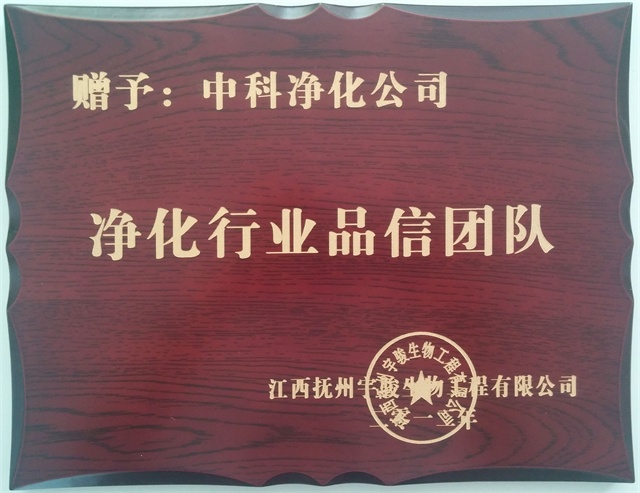 赠予：中科净化公司
净化行业品信团队
江西抚州宇骏生物工程有限公司